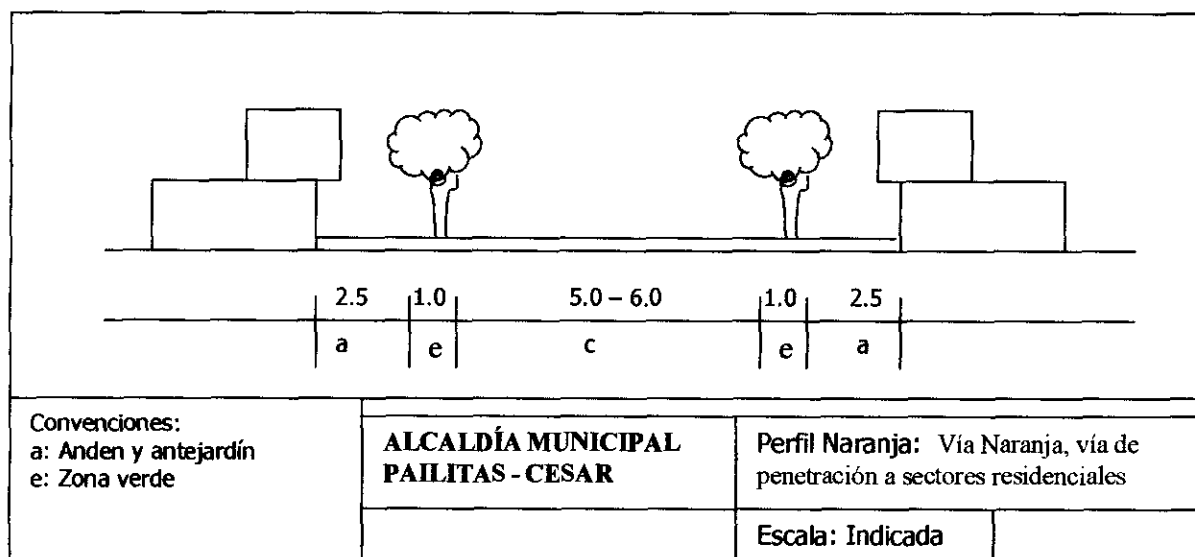 2.5 1.0 5.0 – 6.0 1.0 2.5
a e c e a
Convenciones:
a: Anden y antejardín
e: Zona verde
ALCALDÍA MUNICIPAL
PAILITAS - CESAR
Perfil Naranja: Vía Naranja, vía de
penetración a sectores residenciales
Escala: Indicada